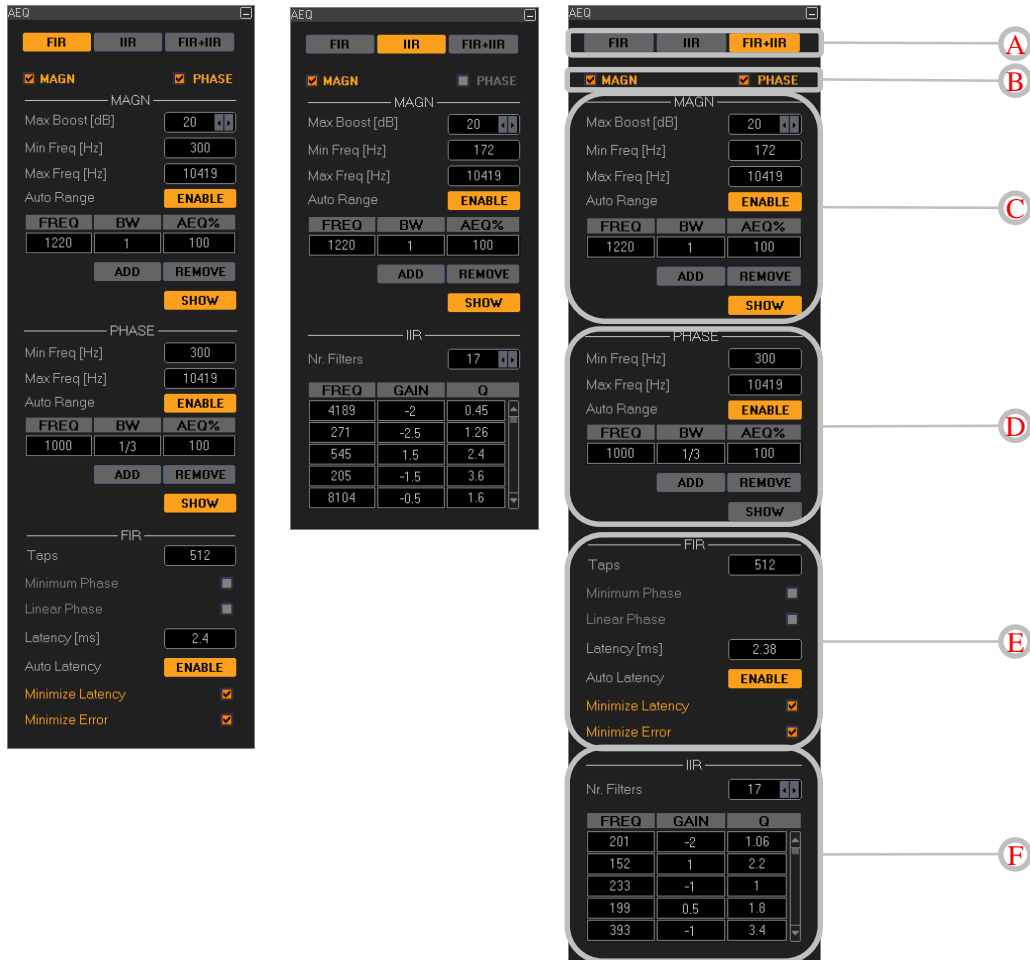 AEQ
FIR IIR FIR+IIR
MAGN PHASE
MAGN
Max Boost [dB] 20
Min Freq [Hz] 300
Max Freq [Hz] 10419
Auto Range ENABLE
FREQ BW AEQ%
1220 1 100
ADD REMOVE
SHOW
PHASE
Min Freq [Hz] 300
Max Freq [Hz] 10419
Auto Range ENABLE
FREQ BW AEQ%
1000 1/3 100
ADD REMOVE
SHOW
FIR
Taps 512
Minimum Phase
Linear Phase
Latency [ms] 2.4
Auto Latency ENABLE
Minimize Latency
Minimize Error
AEQ
FIR IIR FIR+IIR
MAGN PHASE
MAGN
Max Boost [dB] 20
Min Freq [Hz] 172
Max Freq [Hz] 10419
Auto Range ENABLE
FREQ BW AEQ%
1220 1 100
ADD REMOVE
SHOW
IIR
Nr. Filters 17
FREQ GAIN Q
4189 -2 0.45
271 -2.5 1.26
545 1.5 2.4
205 -1.5 3.6
8104 -0.5 1.6
AEQ
FIR IIR FIR+IIR
MAGN PHASE
MAGN
Max Boost [dB] 20
Min Freq [Hz] 172
Max Freq [Hz] 10419
Auto Range ENABLE
FREQ BW AEQ%
1220 1 100
ADD REMOVE
SHOW
PHASE
Min Freq [Hz] 300
Max Freq [Hz] 10419
Auto Range ENABLE
FREQ BW AEQ%
1000 1/3 100
ADD REMOVE
SHOW
FIR
Taps 512
Minimum Phase
Linear Phase
Latency [ms] 2.38
Auto Latency ENABLE
Minimize Latency
Minimize Error
IIR
Nr. Filters 17
FREQ GAIN Q
201 -2 1.06
152 1 2.2
233 -1 1
199 0.5 1.8
393 -1 3.4
A
B
C
D
E
F